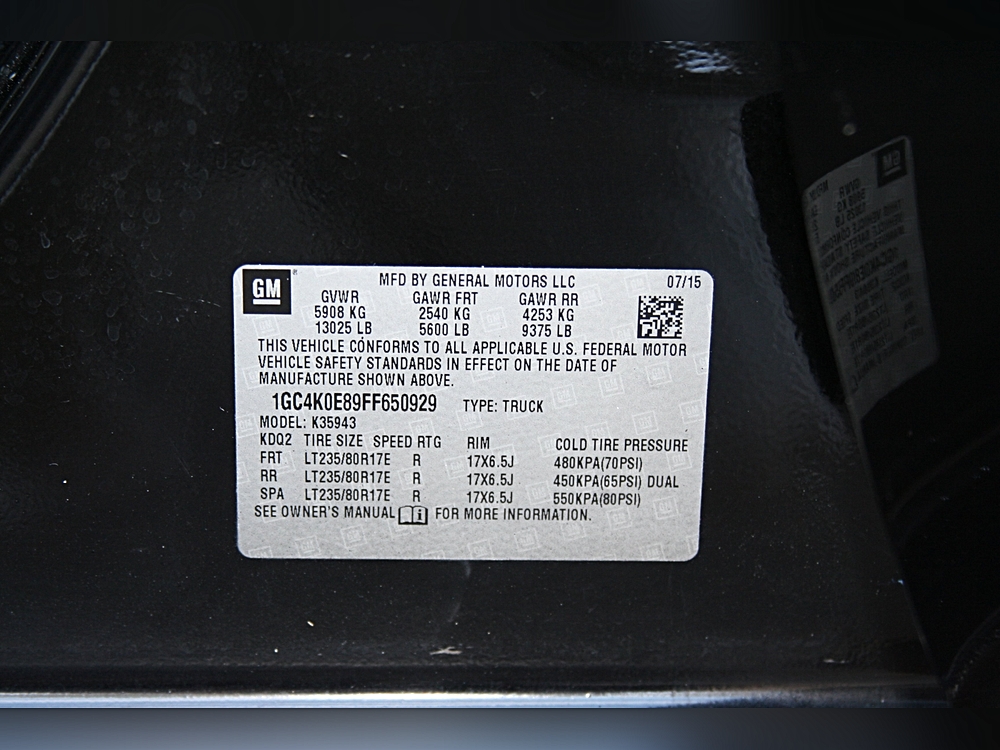 GM
MFD BY GENERAL MOTORS LLC 07/15
GVWR GAWR FRT GAWR RR
5908 KG 2540 KG 4253 KG
13025 LB 5600 LB 9375 LB
THIS VEHICLE CONFORMS TO ALL APPLICABLE U.S. FEDERAL MOTOR
VEHICLE SAFETY STANDARDS IN EFFECT ON THE DATE OF
MANUFACTURE SHOWN ABOVE.
1GC4K0E89FF650929 TYPE: TRUCK
MODEL: K35943
KDQ2 TIRE SIZE SPEED RTG RIM COLD TIRE PRESSURE
FRT LT235/80R17E R 17X6.5J 480KPA(70PSI)
RR LT235/80R17E R 17X6.5J 450KPA(65PSI) DUAL
SPA LT235/80R17E R 17X6.5J 550KPA(80PSI)
SEE OWNER'S MANUAL FOR MORE INFORMATION.